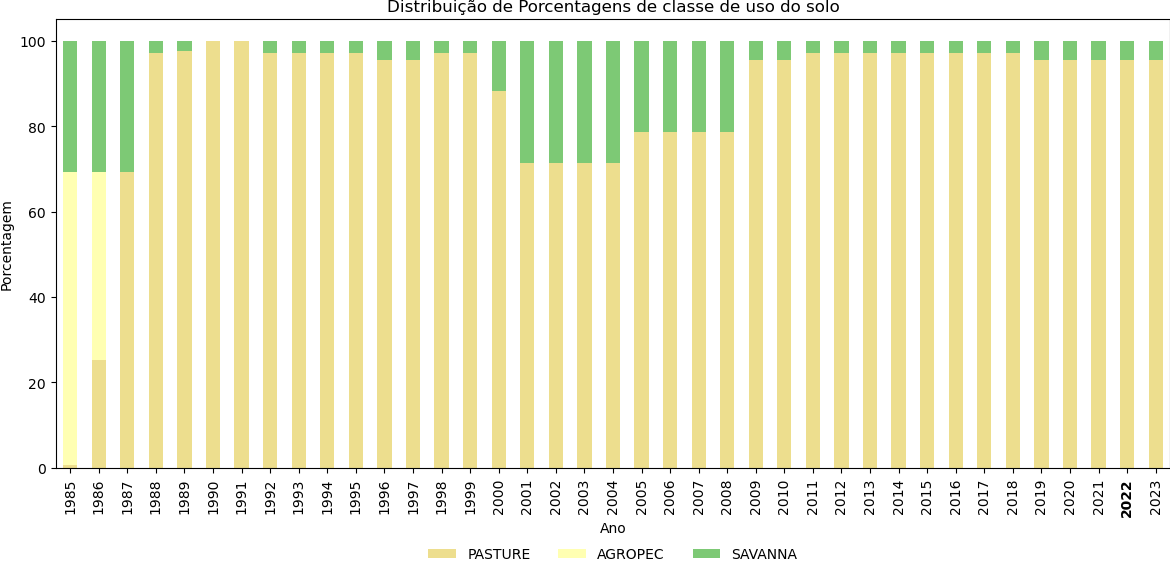 Distribuição de Porcentagens de classe de uso do solo
100
80
60
40
20
0
Porcentagem
1985 1986 1987 1988 1989 1990 1991 1992 1993 1994 1995 1996 1997 1998 1999 2000 2001 2002 2003 2004 2005 2006 2007 2008 2009 2010 2011 2012 2013 2014 2015 2016 2017 2018 2019 2020 2021 2022 2023
Ano
PASTURE AGROPEC SAVANNA